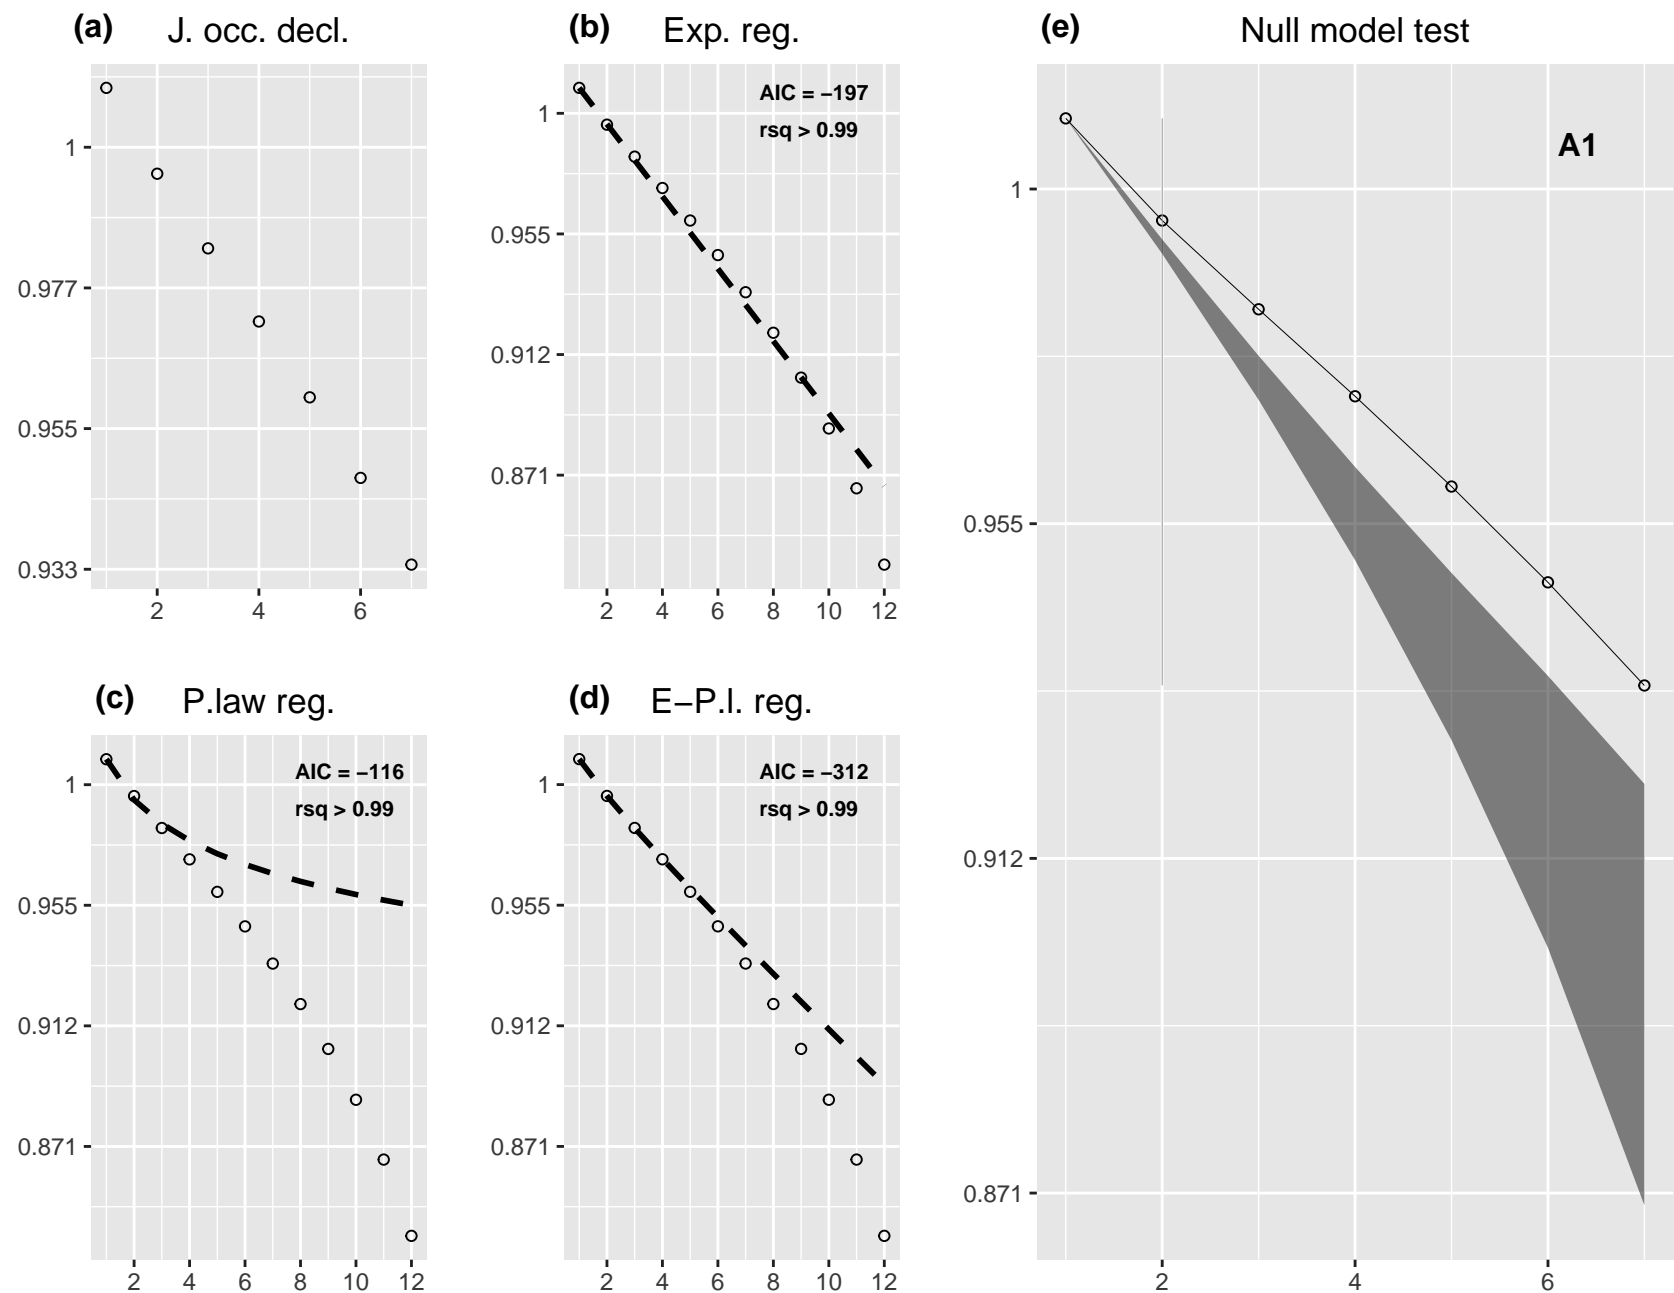 (a) J. occ. decl.
1
0.977
0.955
0.933
2 4 6
(b) Exp. reg.
AIC = −197
rsq > 0.99
1
0.955
0.912
0.871
2 4 6 8 10 12
(c) P.law reg.
AIC = −116
rsq > 0.99
1
0.955
0.912
0.871
2 4 6 8 10 12
(d) E−P.l. reg.
AIC = −312
rsq > 0.99
1
0.955
0.912
0.871
2 4 6 8 10 12
(e) Null model test
A1
1
0.955
0.912
0.871
2 4 6